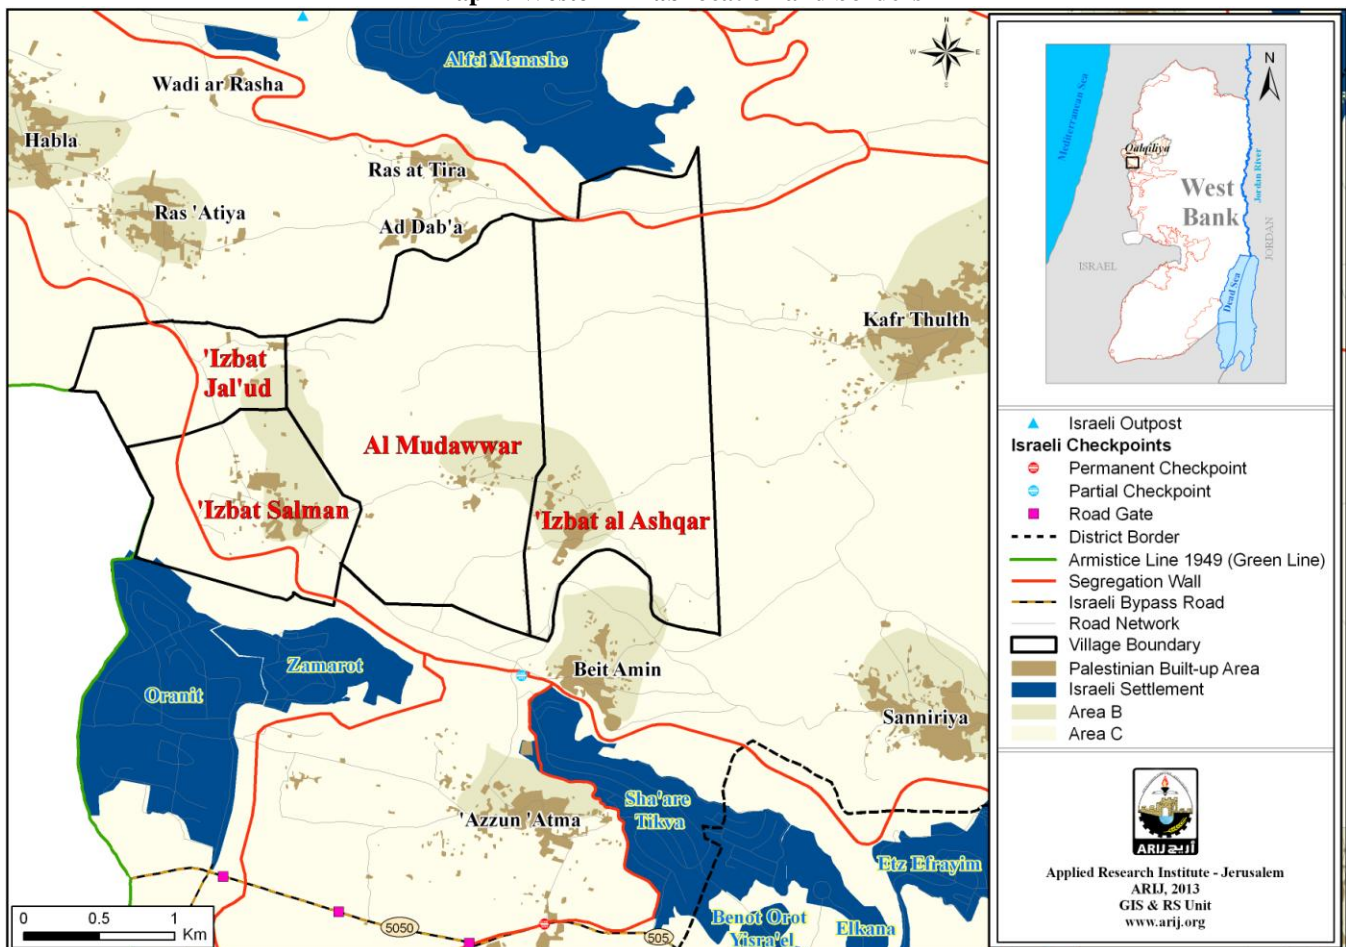 Alfei Menashe
Wadi ar Rasha
Habla
Ras at Tira
Ras 'Atiya
Ad Dab'a
Kafr Thulth
'Izbat
Jal'ud
Al Mudawwar
'Izbat Salman
'Izbat al Ashqar
Zamarot
Oranit
Beit Amin
Sanniriya
Sha'are
Tikva
'Azzun 'Atma
Etz Efrayim
Benot Orot
Yisra'el
Elkana
5050
505
0 0.5 1
Km
N
W E
N
Mediterranean Sea
Qalqiliya
West
Bank
Jordan River
JORDAN
ISRAEL
Dead Sea
Israeli Outpost
Israeli Checkpoints
Permanent Checkpoint
Partial Checkpoint
Road Gate
District Border
Armistice Line 1949 (Green Line)
Segregation Wall
Israeli Bypass Road
Road Network
Village Boundary
Palestinian Built-up Area
Israeli Settlement
Area B
Area C
ARIJ أريج
Applied Research Institute - Jerusalem
ARIJ, 2013
GIS & RS Unit
www.arij.org